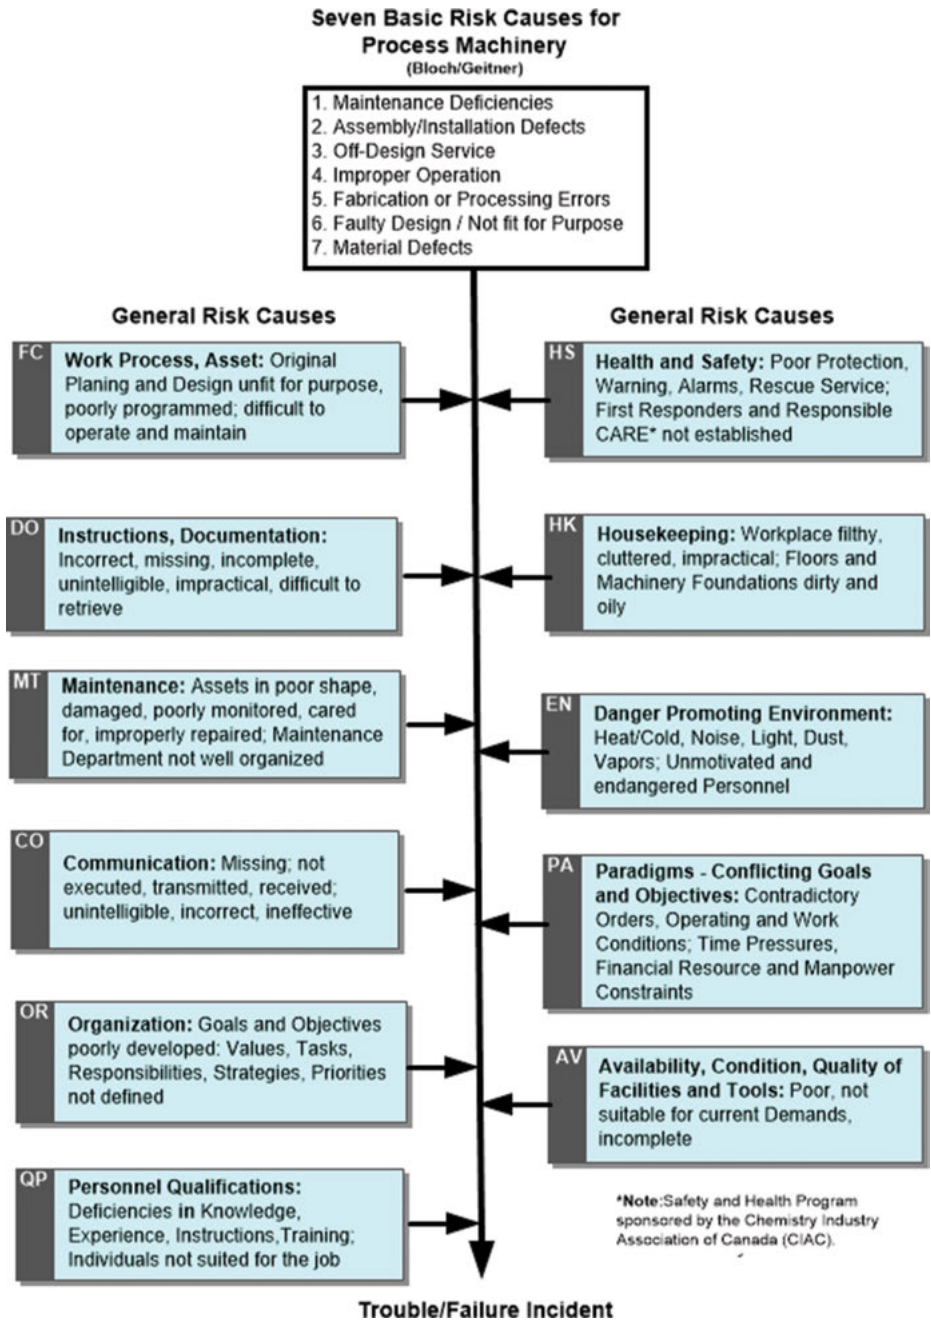 Seven Basic Risk Causes for
Process Machinery
(Bloch/Geitner)
1. Maintenance Deficiencies
2. Assembly/Installation Defects
3. Off-Design Service
4. Improper Operation
5. Fabrication or Processing Errors
6. Faulty Design / Not fit for Purpose
7. Material Defects
General Risk Causes
FC
Work Process, Asset: Original
Planing and Design unfit for purpose,
poorly programmed; difficult to
operate and maintain
DO
Instructions, Documentation:
Incorrect, missing, incomplete,
unintelligible, impractical, difficult to
retrieve
MT
Maintenance: Assets in poor shape,
damaged, poorly monitored, cared
for, improperly repaired; Maintenance
Department not well organized
CO
Communication: Missing; not
executed, transmitted, received;
unintelligible, incorrect, ineffective
OR
Organization: Goals and Objectives
poorly developed: Values, Tasks,
Responsibilities, Strategies, Priorities
not defined
QP
Personnel Qualifications:
Deficiencies in Knowledge,
Experience, Instructions,Training;
Individuals not suited for the job
General Risk Causes
HS
Health and Safety: Poor Protection,
Warning, Alarms, Rescue Service;
First Responders and Responsible
CARE* not established
HK
Housekeeping: Workplace filthy,
cluttered, impractical; Floors and
Machinery Foundations dirty and
oily
EN
Danger Promoting Environment:
Heat/Cold, Noise, Light, Dust,
Vapors; Unmotivated and
endangered Personnel
PA
Paradigms - Conflicting Goals
and Objectives: Contradictory
Orders, Operating and Work
Conditions; Time Pressures,
Financial Resource and Manpower
Constraints
AV
Availability, Condition, Quality of
Facilities and Tools: Poor, not
suitable for current Demands,
incomplete
*Note:Safety and Health Program
sponsored by the Chemistry Industry
Association of Canada (CIAC).
Trouble/Failure Incident